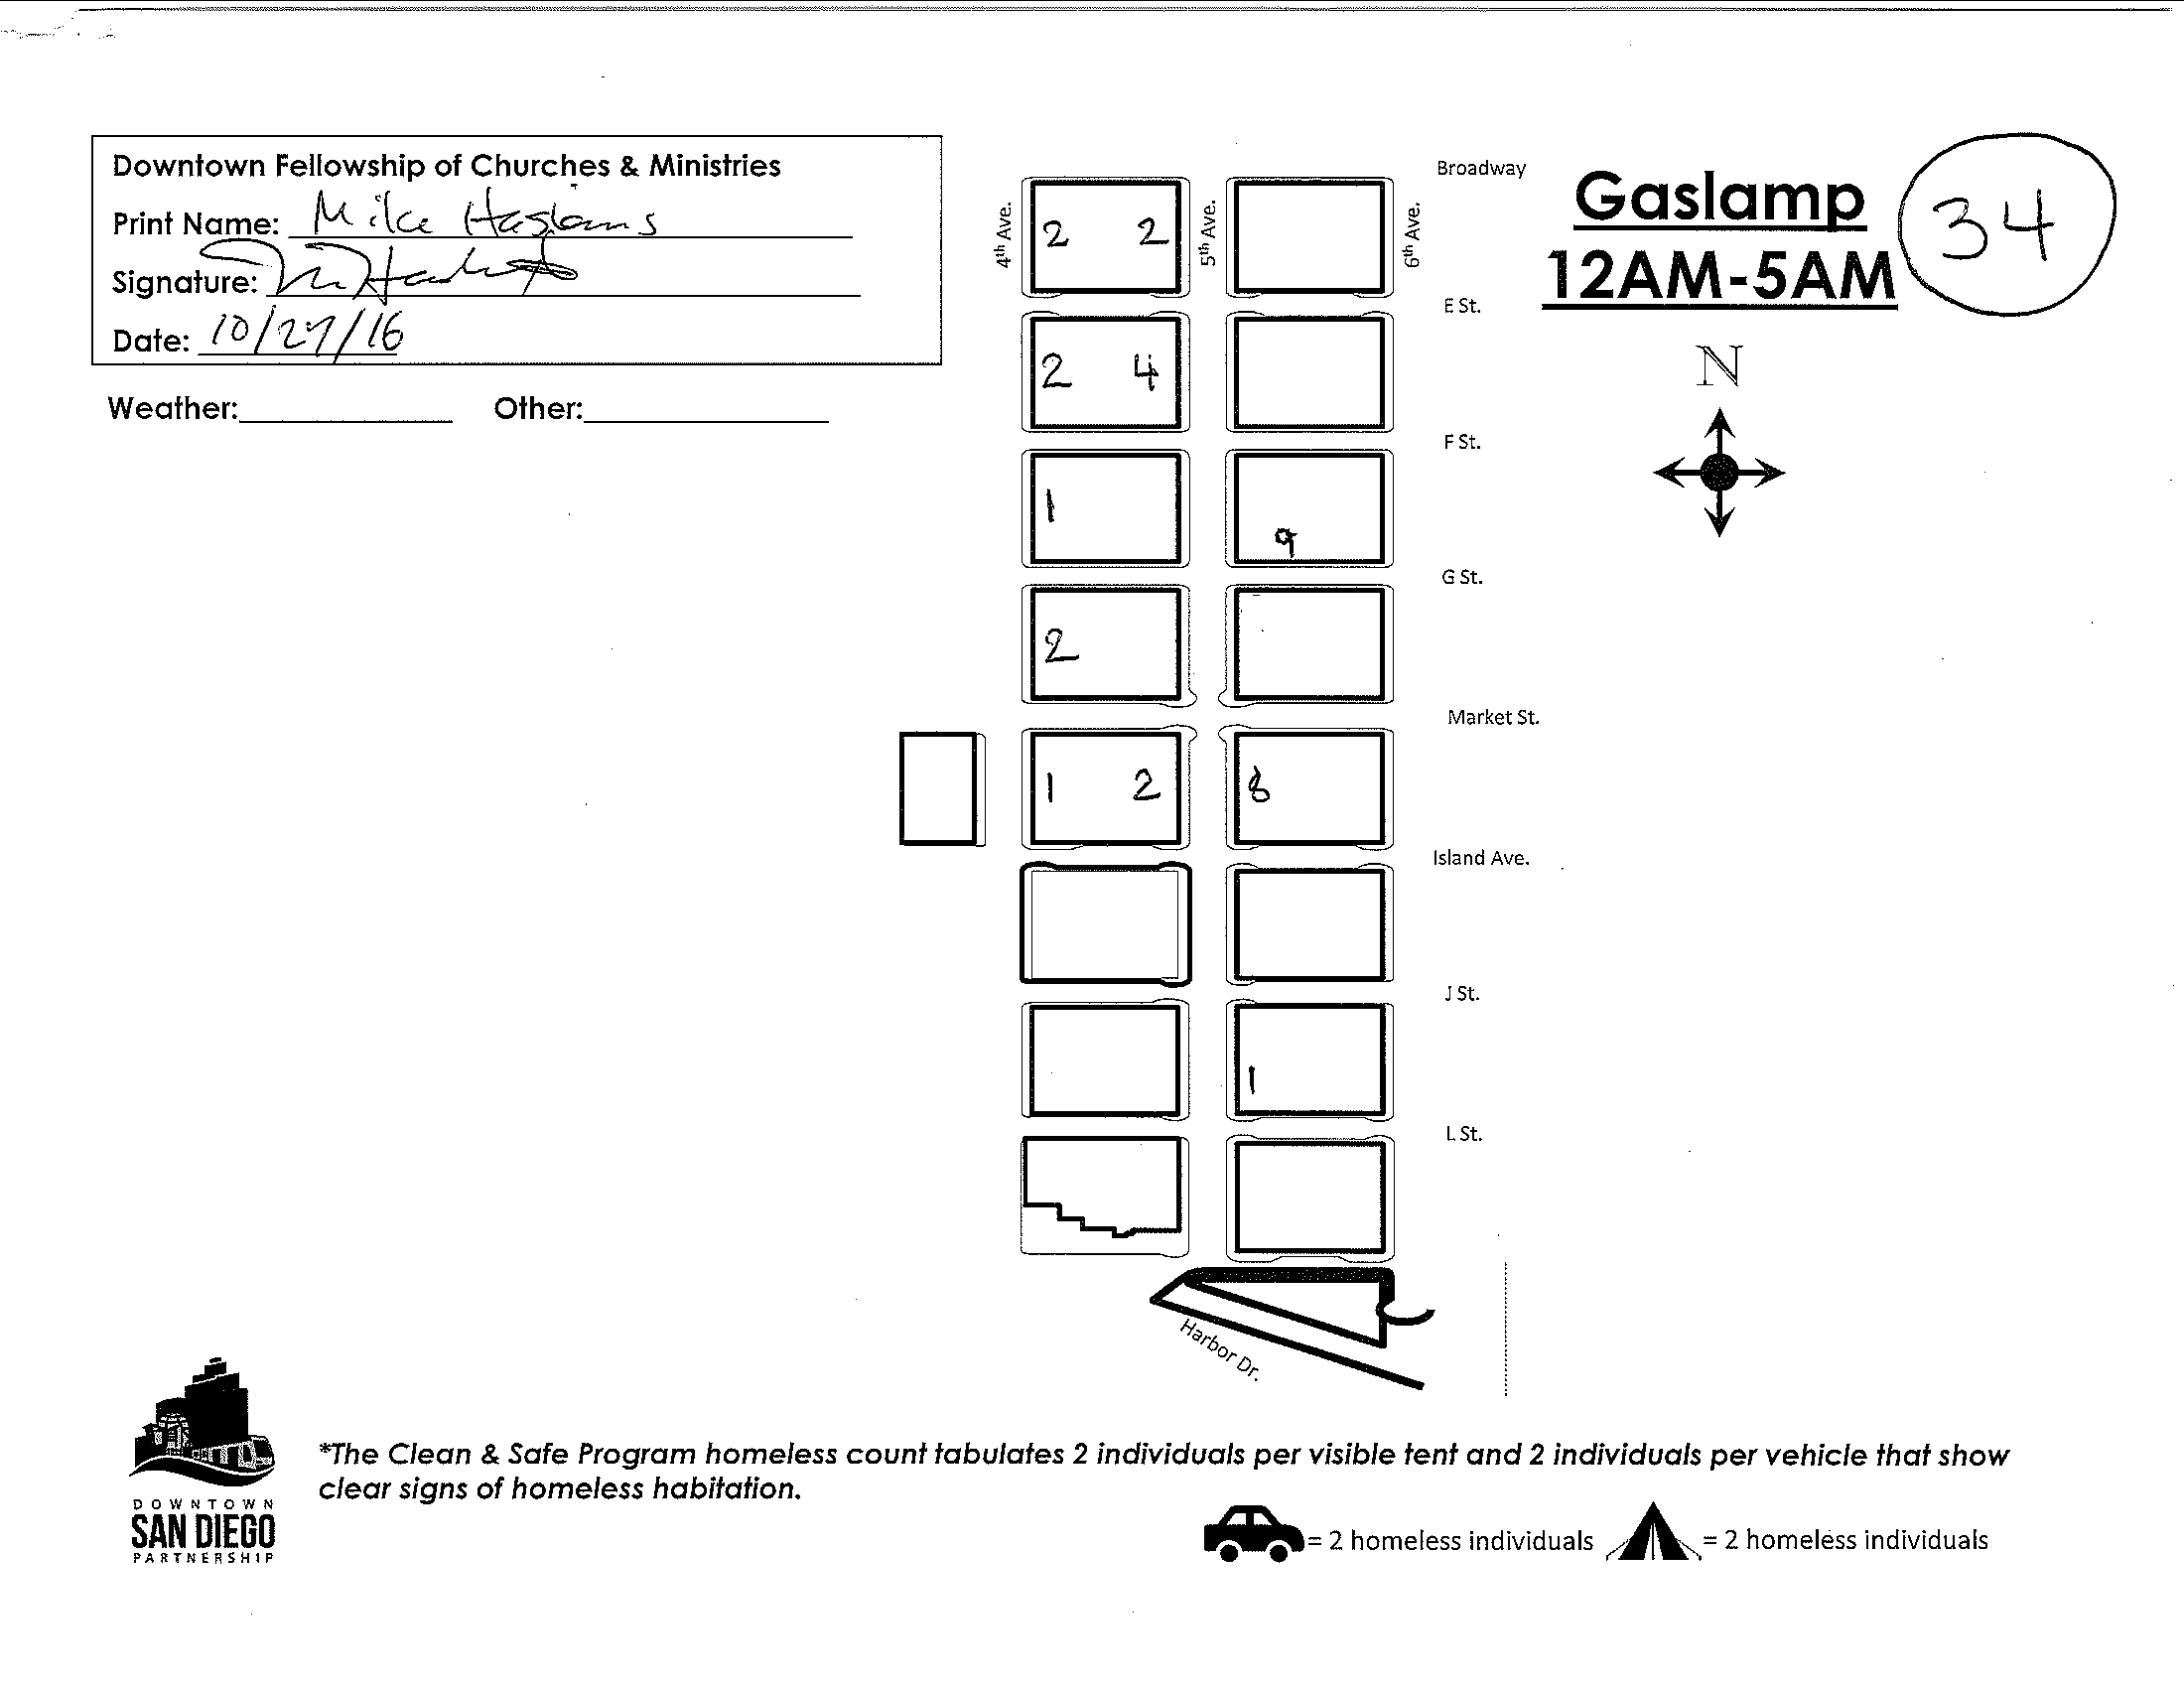 Downtown Fellowship of Churches & Ministries
Print Name: Mike
Signature:
Date: 10/27/16
Weather: Other:
Gaslamp
12AM-5AM
34
N
Broadway
4th Ave. 5th Ave. 6th Ave.
2 2
E St.
2 4
F St.
1 9
G St.
2
Market St.
1 2 8
Island Ave.
J St.
1
L St.
Harbor Dr.
*The Clean & Safe Program homeless count tabulates 2 individuals per visible tent and 2 individuals per vehicle that show
clear signs of homeless habitation.
= 2 homeless individuals = 2 homeless individuals
DOWNTOWN
SAN DIEGO
PARTNERSHIP